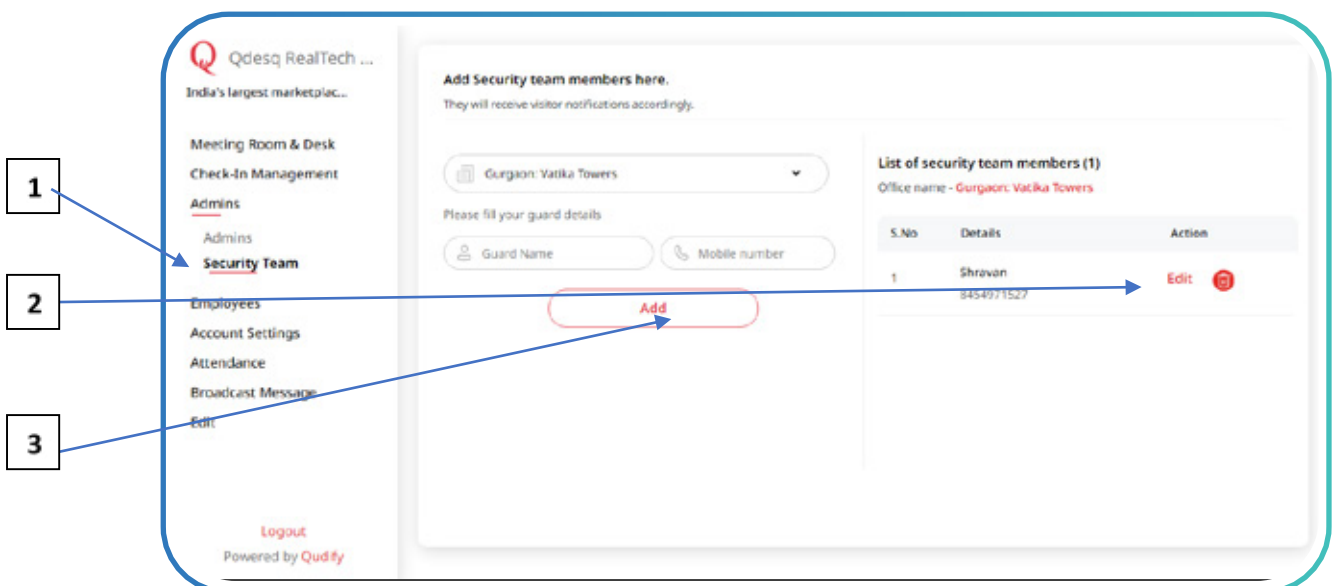 1
2
3
Qdesq RealTech ...
India's largest marketplac...
Meeting Room & Desk
Check-In Management
Admins
Admins
Security Team
Employees
Account Settings
Attendance
Broadcast Message
Edit
Logout
Powered by Qudify
Add Security team members here.
They will receive visitor notifications accordingly.
Gurgaon: Vatika Towers
Please fill your guard details
Guard Name
Mobile number
Add
List of security team members (1)
Office name - Gurgaon: Vatika Towers
S.No Details Action
1 Shravan Edit
8454971527